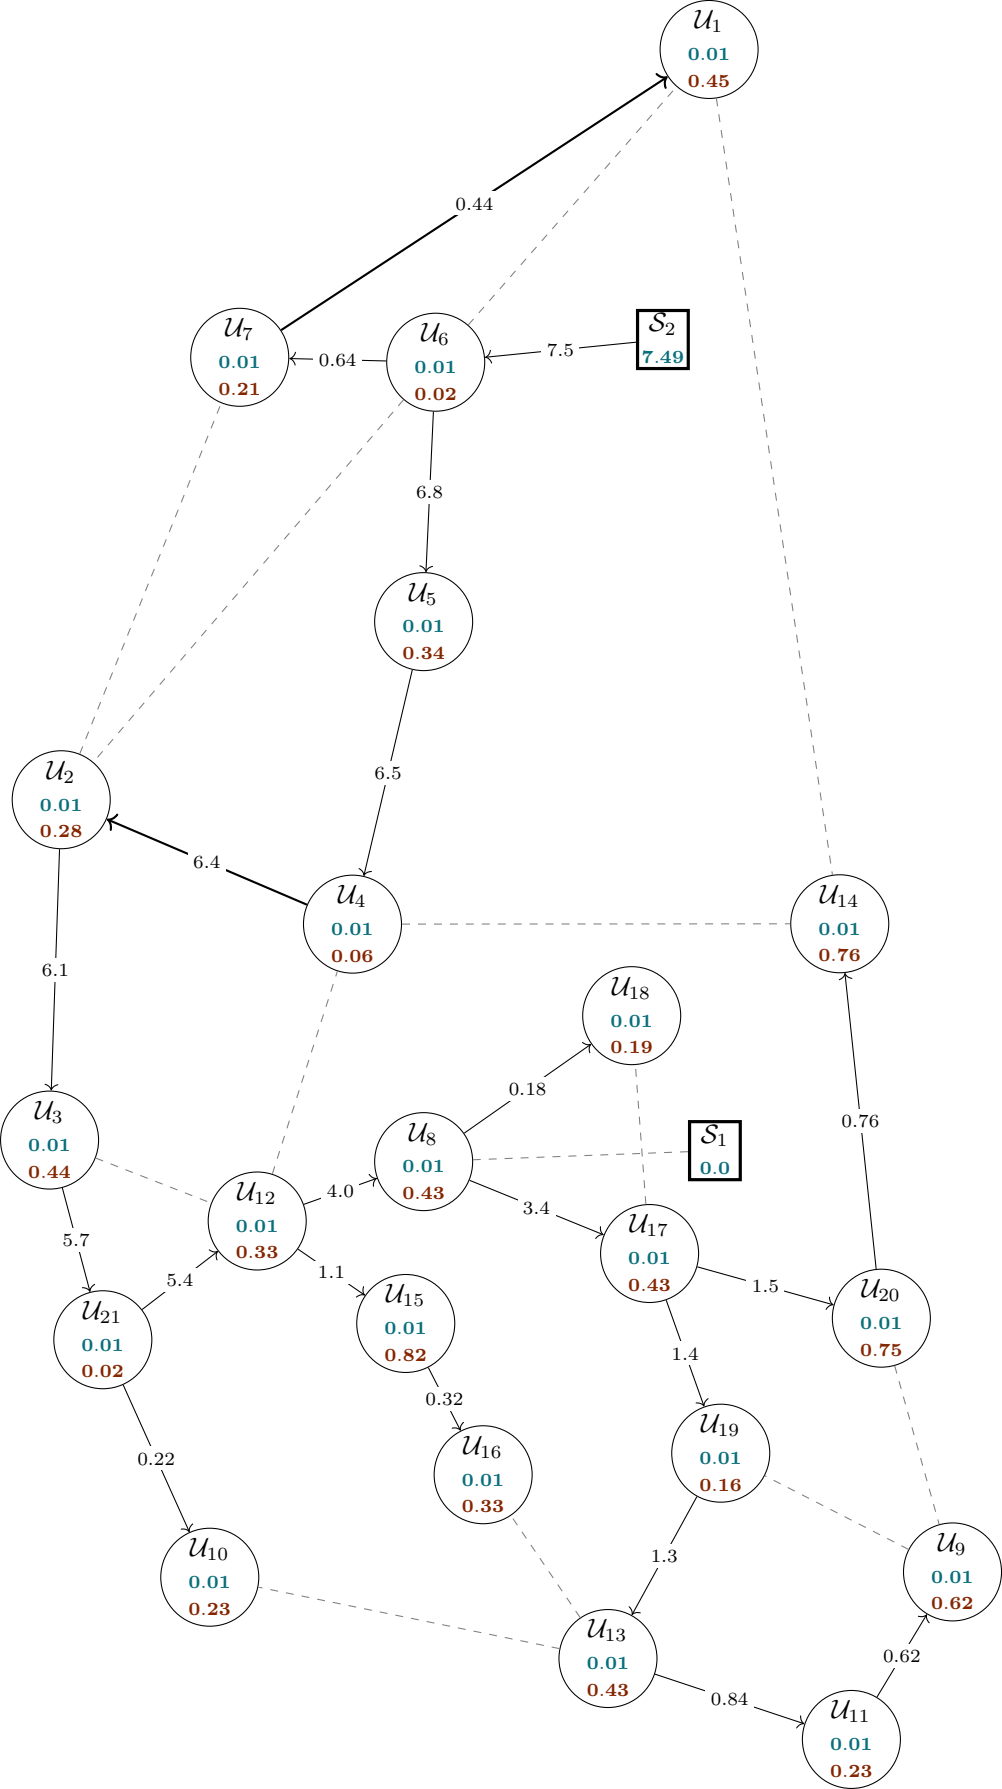 𝒰₁
0.01
0.45
0.44
𝒰₇
0.01
0.21
0.64
𝒰₆
0.01
0.02
7.5
𝒮₂
7.49
6.8
𝒰₅
0.01
0.34
6.5
𝒰₂
0.01
0.28
6.4
𝒰₄
0.01
0.06
𝒰₁₄
0.01
0.76
6.1
𝒰₁₈
0.01
0.19
0.18
0.76
𝒰₃
0.01
0.44
𝒰₈
0.01
0.43
𝒮₁
0.0
𝒰₁₂
0.01
0.33
4.0
3.4
𝒰₁₇
0.01
0.43
5.7
5.4
1.1
1.5
𝒰₂₁
0.01
0.02
𝒰₁₅
0.01
0.82
𝒰₂₀
0.01
0.75
1.4
0.32
0.22
𝒰₁₆
0.01
0.33
𝒰₁₉
0.01
0.16
𝒰₁₀
0.01
0.23
1.3
𝒰₉
0.01
0.62
𝒰₁₃
0.01
0.43
0.62
0.84
𝒰₁₁
0.01
0.23